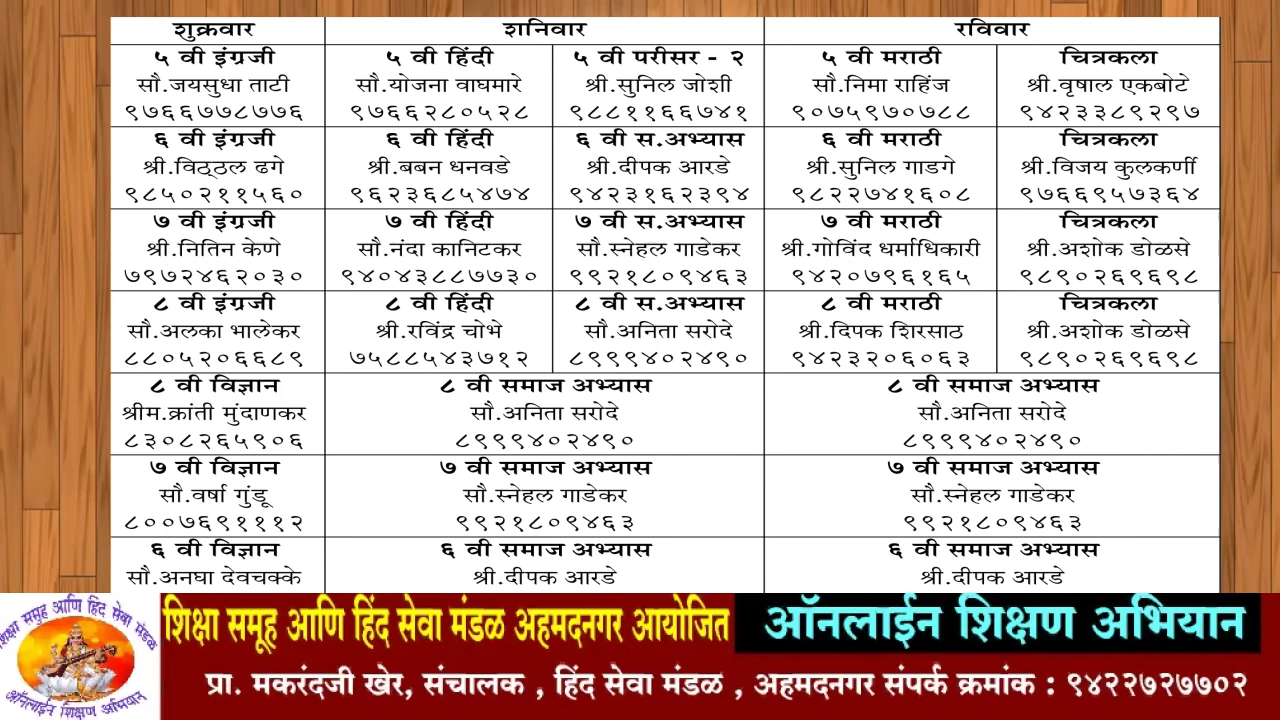 शुक्रवार शनिवार रविवार
५ वी इंग्रजी ५ वी हिंदी ५ वी परीसर - २ ५ वी मराठी चित्रकला
सौ.जयसुधा ताटी सौ.योजना वाघमारे श्री.सुनिल जोशी सौ.निमा राहिंज श्री.वृषाल एकबोटे
९७६६७७८७७६ ९७६६२८०५२८ ९८८११६६७४१ ९०७५९७०७८८ ९४२३३८९२९७
६ वी इंग्रजी ६ वी हिंदी ६ वी स.अभ्यास ६ वी मराठी चित्रकला
श्री.विठ्ठल ढगे श्री.बबन धनवडे श्री.दीपक आरडे श्री.सुनिल गाडगे श्री.विजय कुलकर्णी
९८५०२११५६० ९६२३६८५४७४ ९४२३१६२३९४ ९८२२७४१६०८ ९७६६९५७३६४
७ वी इंग्रजी ७ वी हिंदी ७ वी स.अभ्यास ७ वी मराठी चित्रकला
श्री.नितिन केणे सौ.नंदा कानिटकर सौ.स्नेहल गाडेकर श्री.गोविंद धर्माधिकारी श्री.अशोक डोळसे
७९७२४६२०३० ९४०४३८८७७३० ९९२१८०९४६३ ९४२०७९६१६५ ९८९०२६९६९८
८ वी इंग्रजी ८ वी हिंदी ८ वी स.अभ्यास ८ वी मराठी चित्रकला
सौ.अलका भालेकर श्री.रविंद्र चोभे सौ.अनिता सरोदे श्री.दिपक शिरसाठ श्री.अशोक डोळसे
८८०५२०६६८९ ७५८८५४३७१२ ८९९९४०२४९० ९४२३२०६०६३ ९८९०२६९६९८
८ वी विज्ञान ८ वी समाज अभ्यास ८ वी समाज अभ्यास
श्रीम.क्रांती मुंदाणकर सौ.अनिता सरोदे सौ.अनिता सरोदे
८३०८२६५९०६ ८९९९४०२४९० ८९९९४०२४९०
७ वी विज्ञान ७ वी समाज अभ्यास ७ वी समाज अभ्यास
सौ.वर्षा गुंडू सौ.स्नेहल गाडेकर सौ.स्नेहल गाडेकर
८००७६९१११२ ९९२१८०९४६३ ९९२१८०९४६३
६ वी विज्ञान ६ वी समाज अभ्यास ६ वी समाज अभ्यास
सौ.अनघा देवचक्के श्री.दीपक आरडे श्री.दीपक आरडे
शिक्षा समूह आणि हिंद सेवा मंडळ अहमदनगर आयोजित ऑनलाईन शिक्षण अभियान
प्रा. मकरंदजी खेर, संचालक , हिंद सेवा मंडळ , अहमदनगर संपर्क क्रमांक : ९४२२७२७७०२
शिक्षा समूह आणि हिंद सेवा मंडळ
ऑनलाईन शिक्षण अभियान